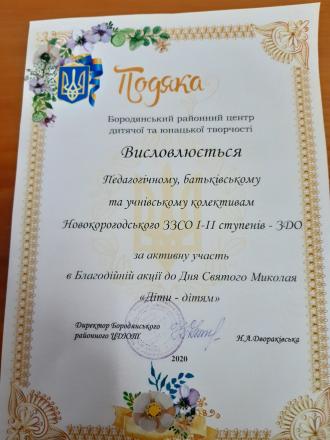 Подяка
Бородянський районний центр
дитячої та юнацької творчості
Висловлюється
Педагогічному, батьківському
та учнівському колективам
Новокорогодського ЗЗСО І-ІІ ступенів - ЗДО
за активну участь
в Благодійній акції до Дня Святого Миколая
«Діти - дітям»
Директор Бородянського
районного ЦДЮТ
Н.А.Двораківська
2020